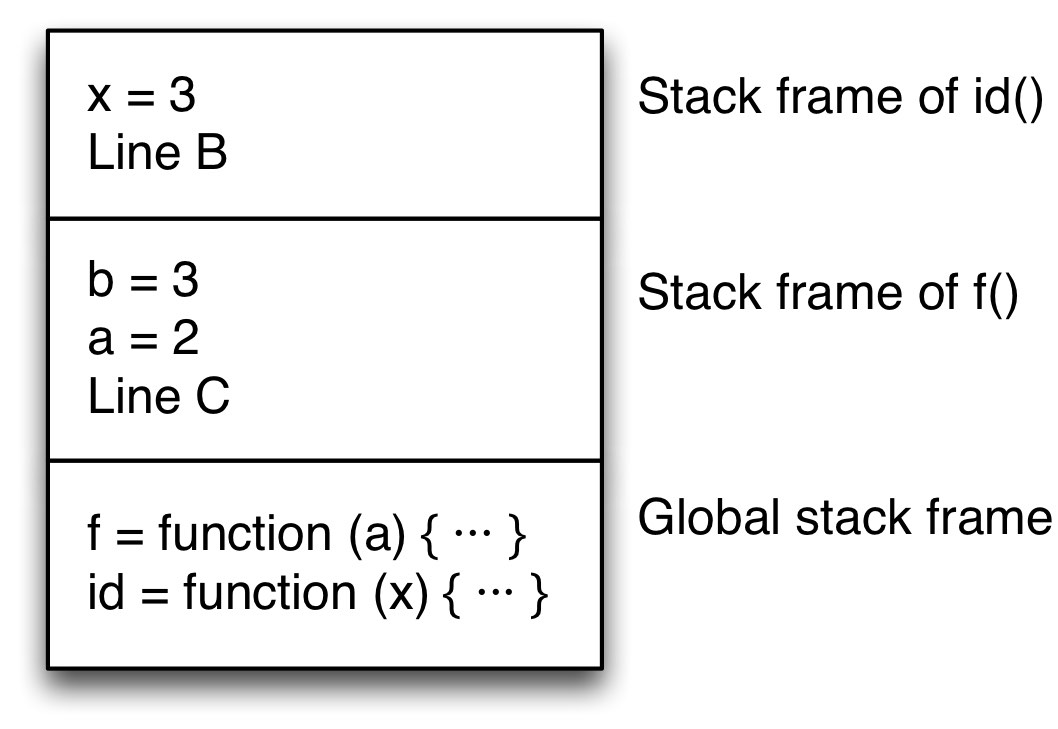 x = 3
Line B
Stack frame of id()
b = 3
a = 2
Line C
Stack frame of f()
f = function (a) { ··· }
id = function (x) { ··· }
Global stack frame